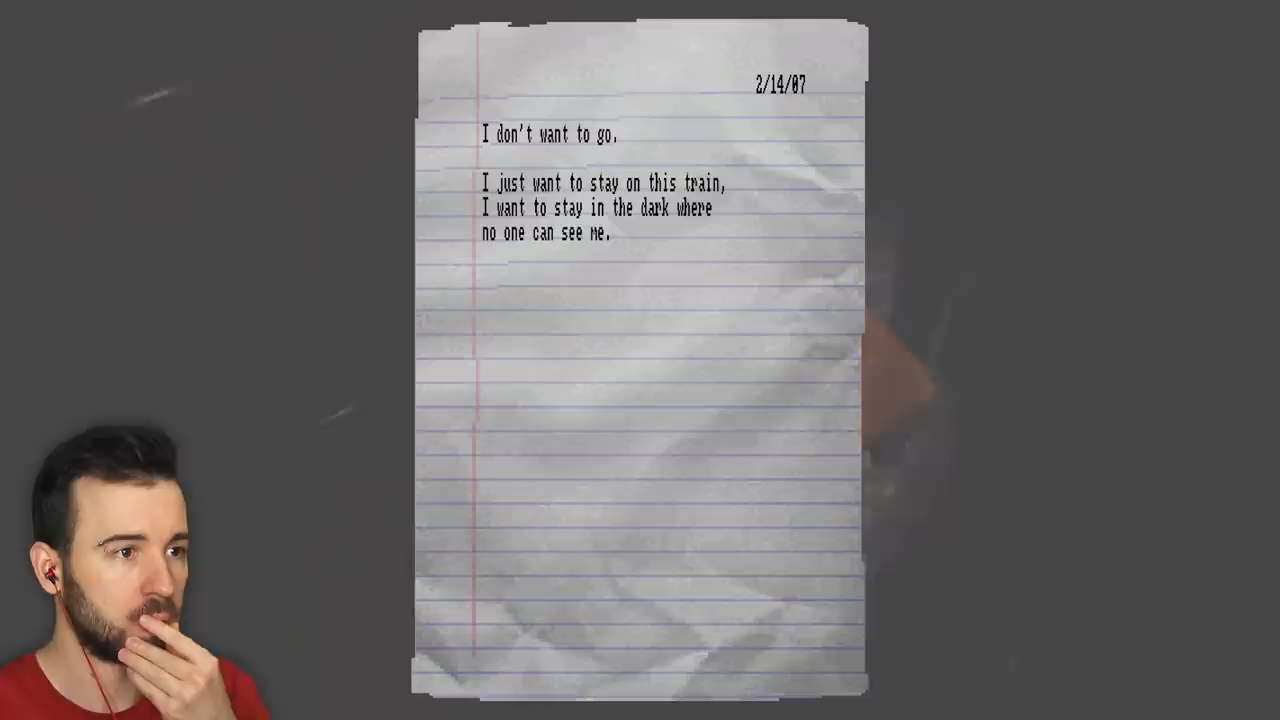 2/14/07
I don't want to go.
I just want to stay on this train,
I want to stay in the dark where
no one can see me.